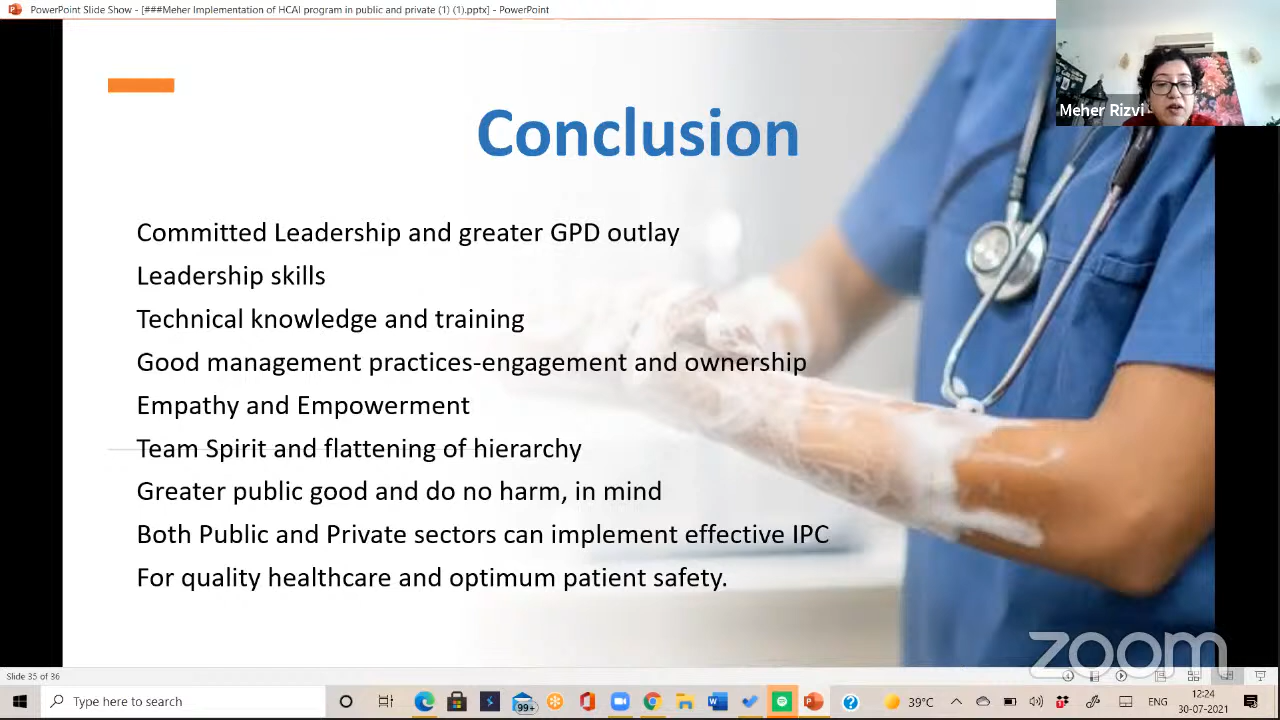 PowerPoint Slide Show - [###Meher Implementation of HCAI program in public and private (1) (1).pptx] - PowerPoint
Meher Rizvi
Conclusion
Committed Leadership and greater GPD outlay
Leadership skills
Technical knowledge and training
Good management practices-engagement and ownership
Empathy and Empowerment
Team Spirit and flattening of hierarchy
Greater public good and do no harm, in mind
Both Public and Private sectors can implement effective IPC
For quality healthcare and optimum patient safety.
zoom
Slide 35 of 36
Type here to search
99+
39°C
ENG
12:24
30-07-2021